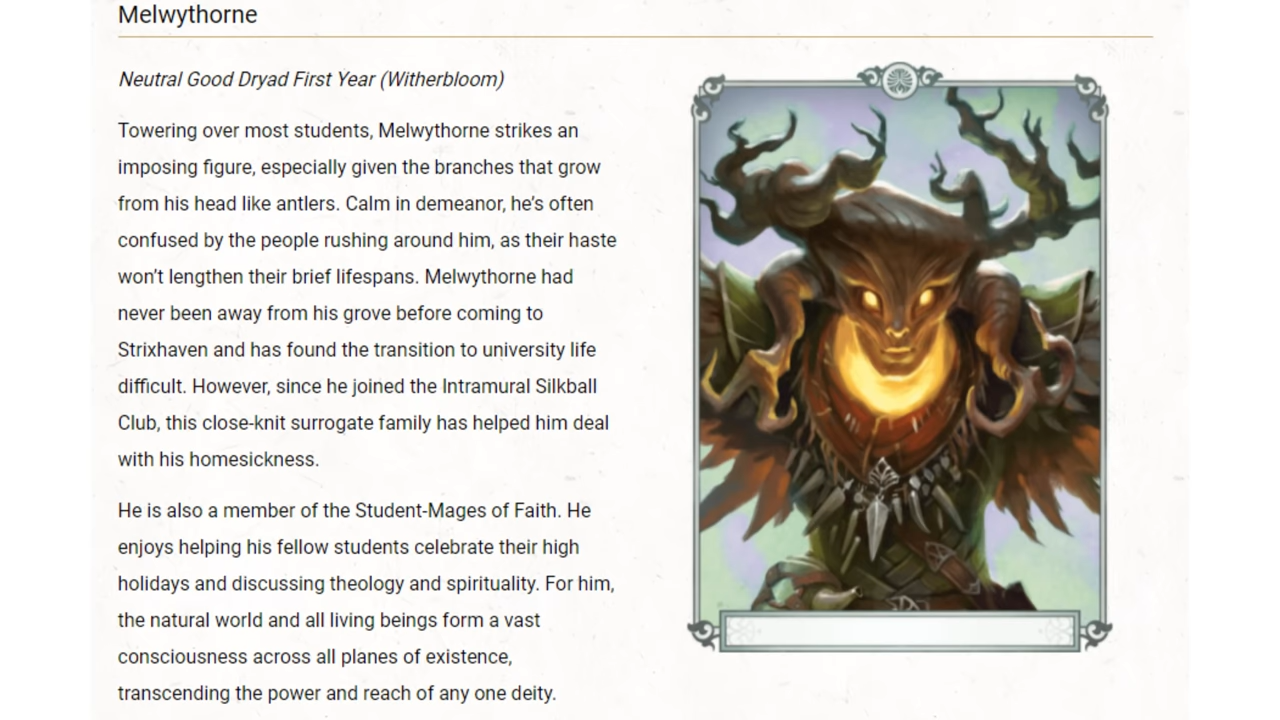 Melwythorne
Neutral Good Dryad First Year (Witherbloom)
Towering over most students, Melwythorne strikes an
imposing figure, especially given the branches that grow
from his head like antlers. Calm in demeanor, he’s often
confused by the people rushing around him, as their haste
won’t lengthen their brief lifespans. Melwythorne had
never been away from his grove before coming to
Strixhaven and has found the transition to university life
difficult. However, since he joined the Intramural Silkball
Club, this close-knit surrogate family has helped him deal
with his homesickness.
He is also a member of the Student-Mages of Faith. He
enjoys helping his fellow students celebrate their high
holidays and discussing theology and spirituality. For him,
the natural world and all living beings form a vast
consciousness across all planes of existence,
transcending the power and reach of any one deity.